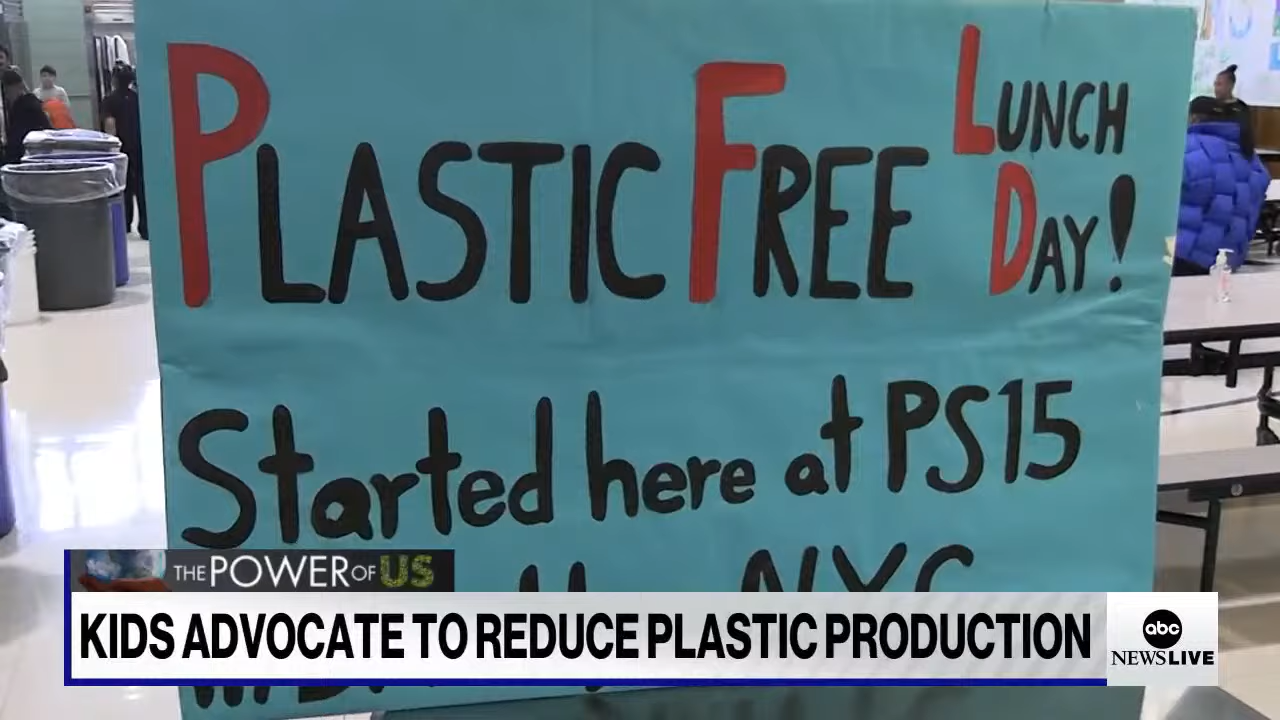 PLASTIC FREE LUNCH DAY!
Started here at PS15
NYC
THE POWER OF US
KIDS ADVOCATE TO REDUCE PLASTIC PRODUCTION
abc
NEWS LIVE